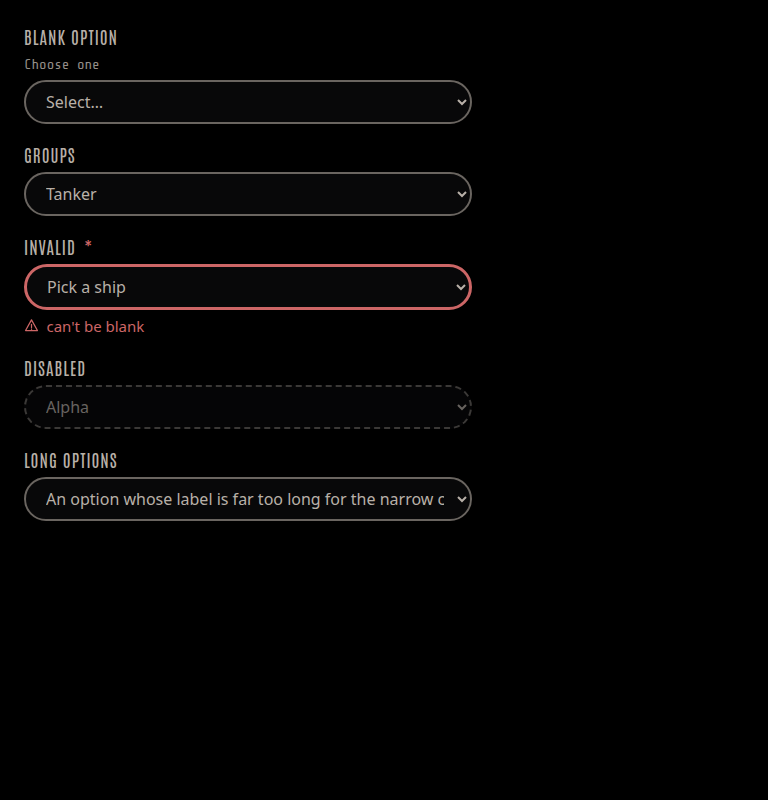 BLANK OPTION
Choose one
Select...
GROUPS
Tanker
INVALID *
Pick a ship
can't be blank
DISABLED
Alpha
LONG OPTIONS
An option whose label is far too long for the narrow